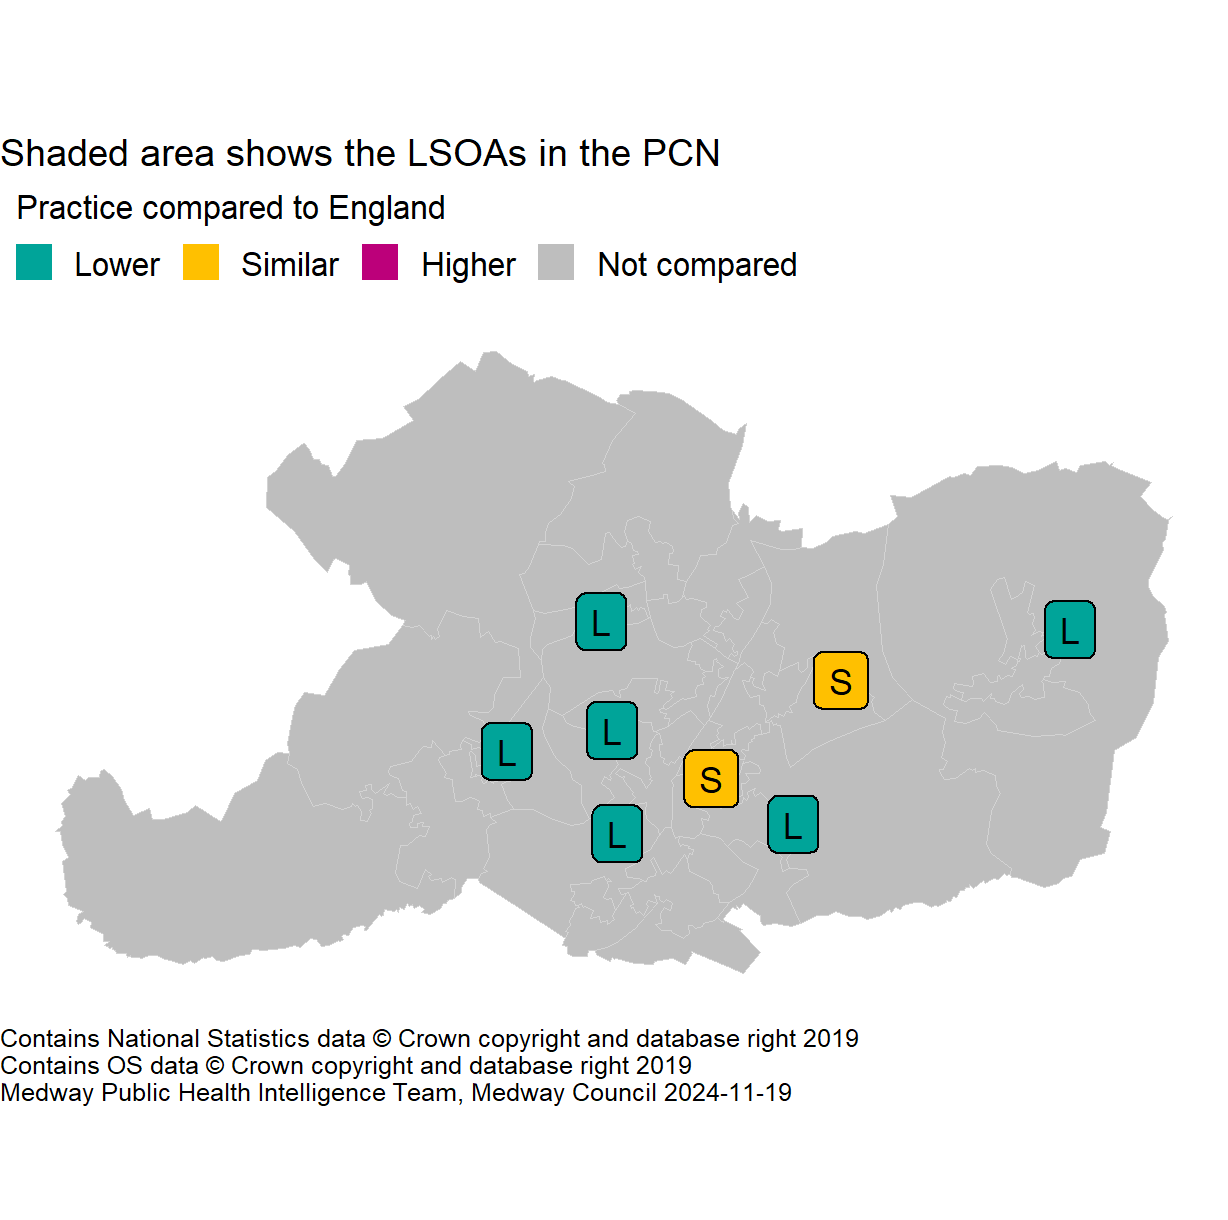 Shaded area shows the LSOAs in the PCN
Practice compared to England
Lower Similar Higher Not compared
L
L
S
L
L
S
L
L
Contains National Statistics data © Crown copyright and database right 2019
Contains OS data © Crown copyright and database right 2019
Medway Public Health Intelligence Team, Medway Council 2024-11-19